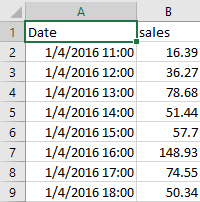 A B
1 Date sales
2 1/4/2016 11:00 16.39
3 1/4/2016 12:00 36.27
4 1/4/2016 13:00 78.68
5 1/4/2016 14:00 51.44
6 1/4/2016 15:00 57.7
7 1/4/2016 16:00 148.93
8 1/4/2016 17:00 74.55
9 1/4/2016 18:00 50.34